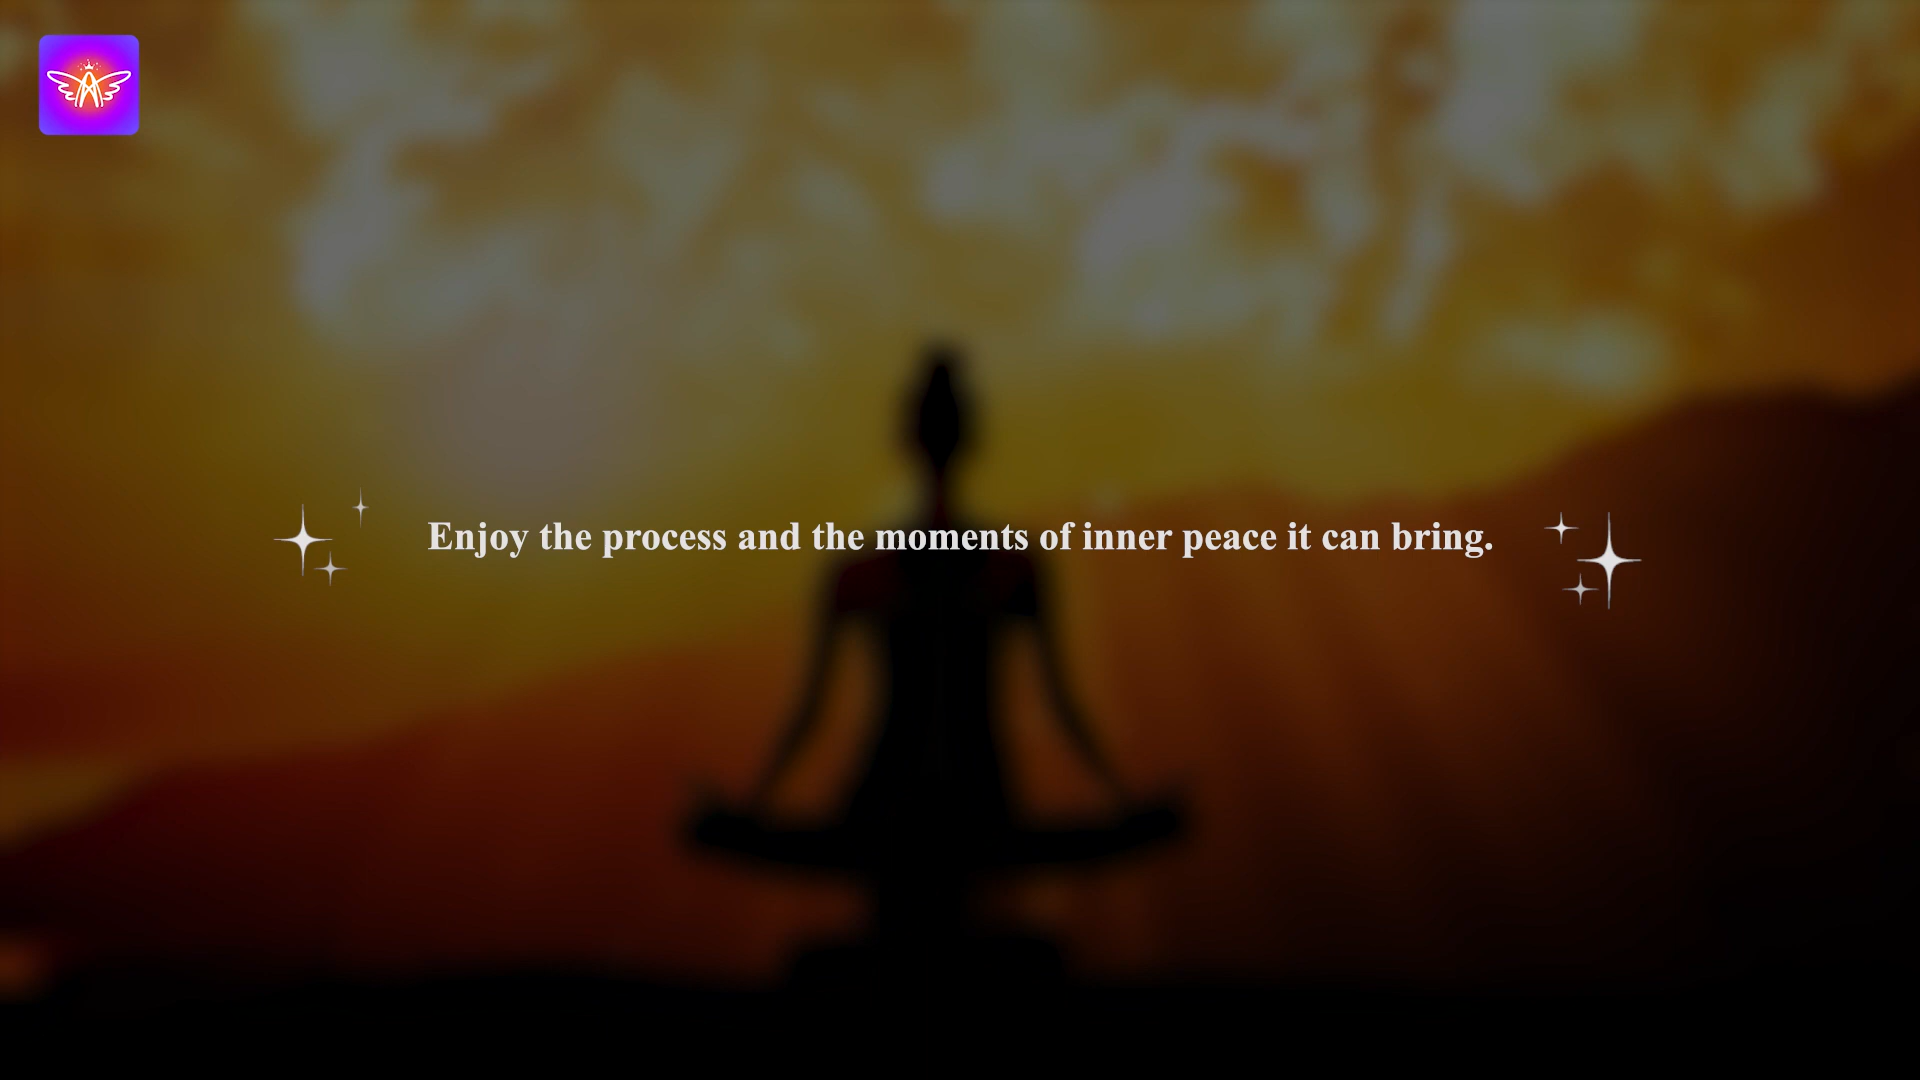 Enjoy the process and the moments of inner peace it can bring.